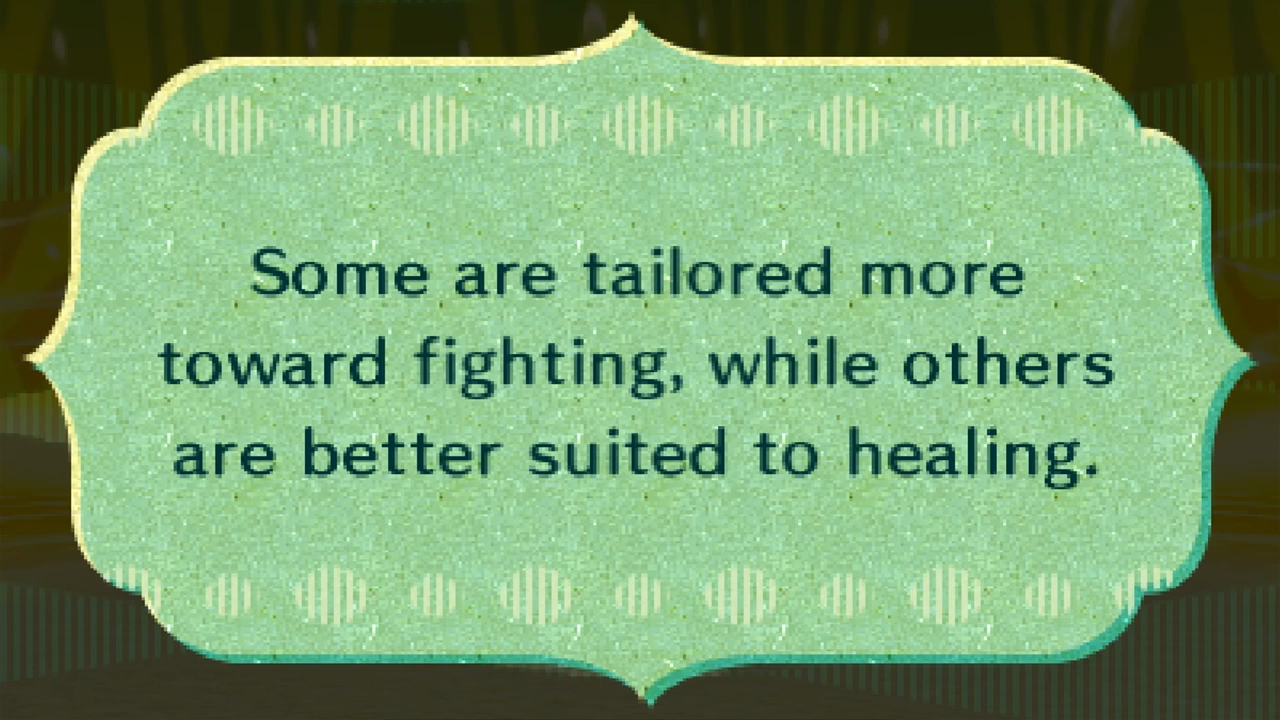 Some are tailored more
toward fighting, while others
are better suited to healing.